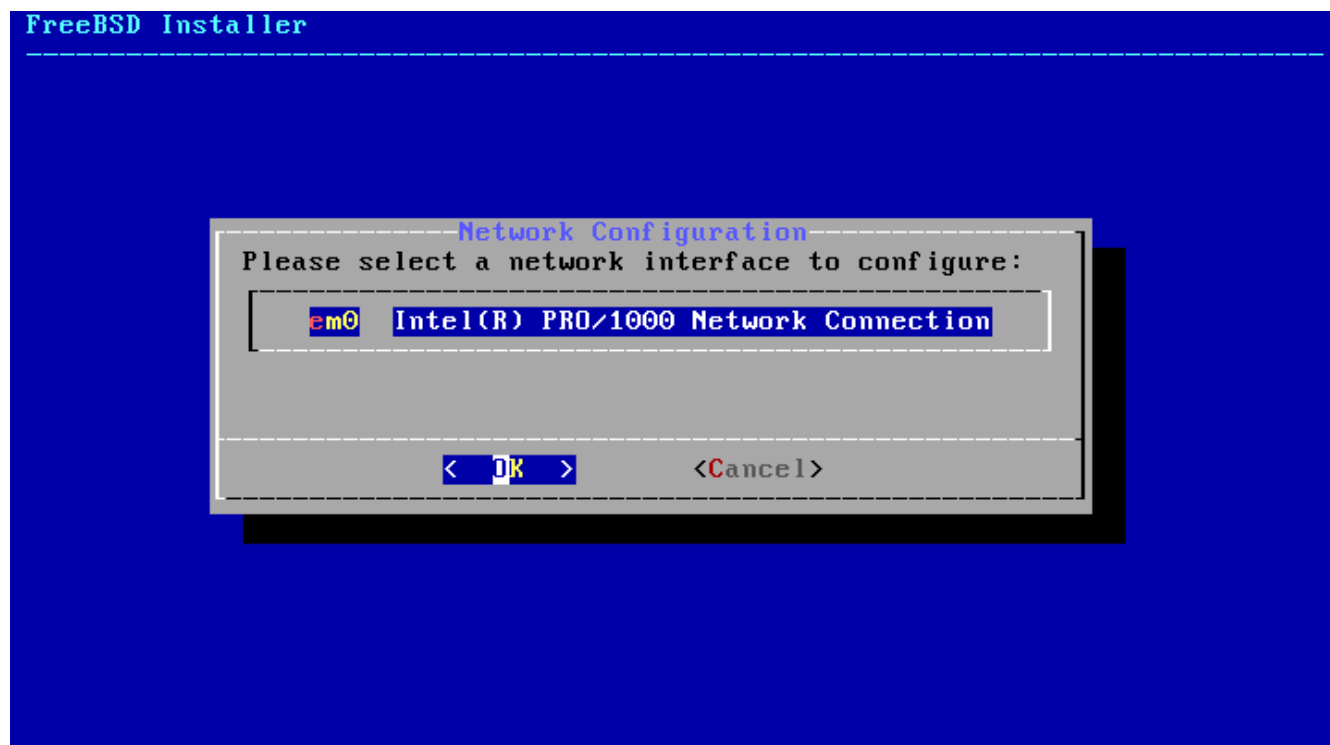 FreeBSD Installer
Network Configuration
Please select a network interface to configure:
em0 Intel(R) PRO/1000 Network Connection
< OK > <Cancel>